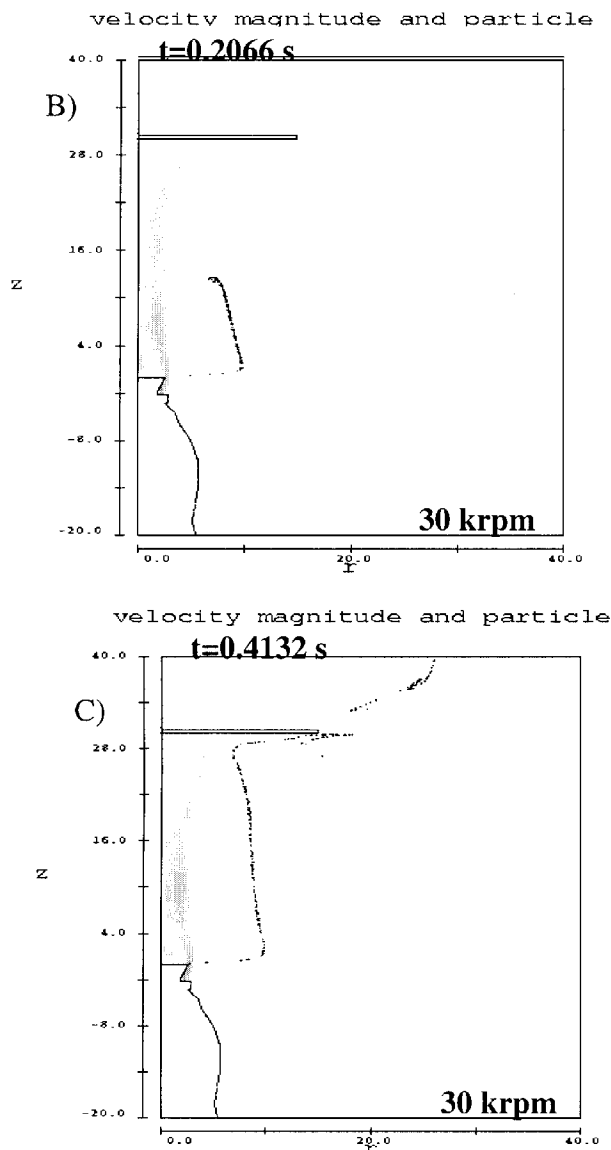 velocity magnitude and particle
t=0.2066 s
40.0
B)
28.0
16.0
z
4.0
-8.0
30 krpm
-20.0
0.0 20.0 40.0
r
velocity magnitude and particle
t=0.4132 s
40.0
C)
28.0
16.0
z
4.0
-8.0
30 krpm
-20.0
0.0 20.0 40.0
r